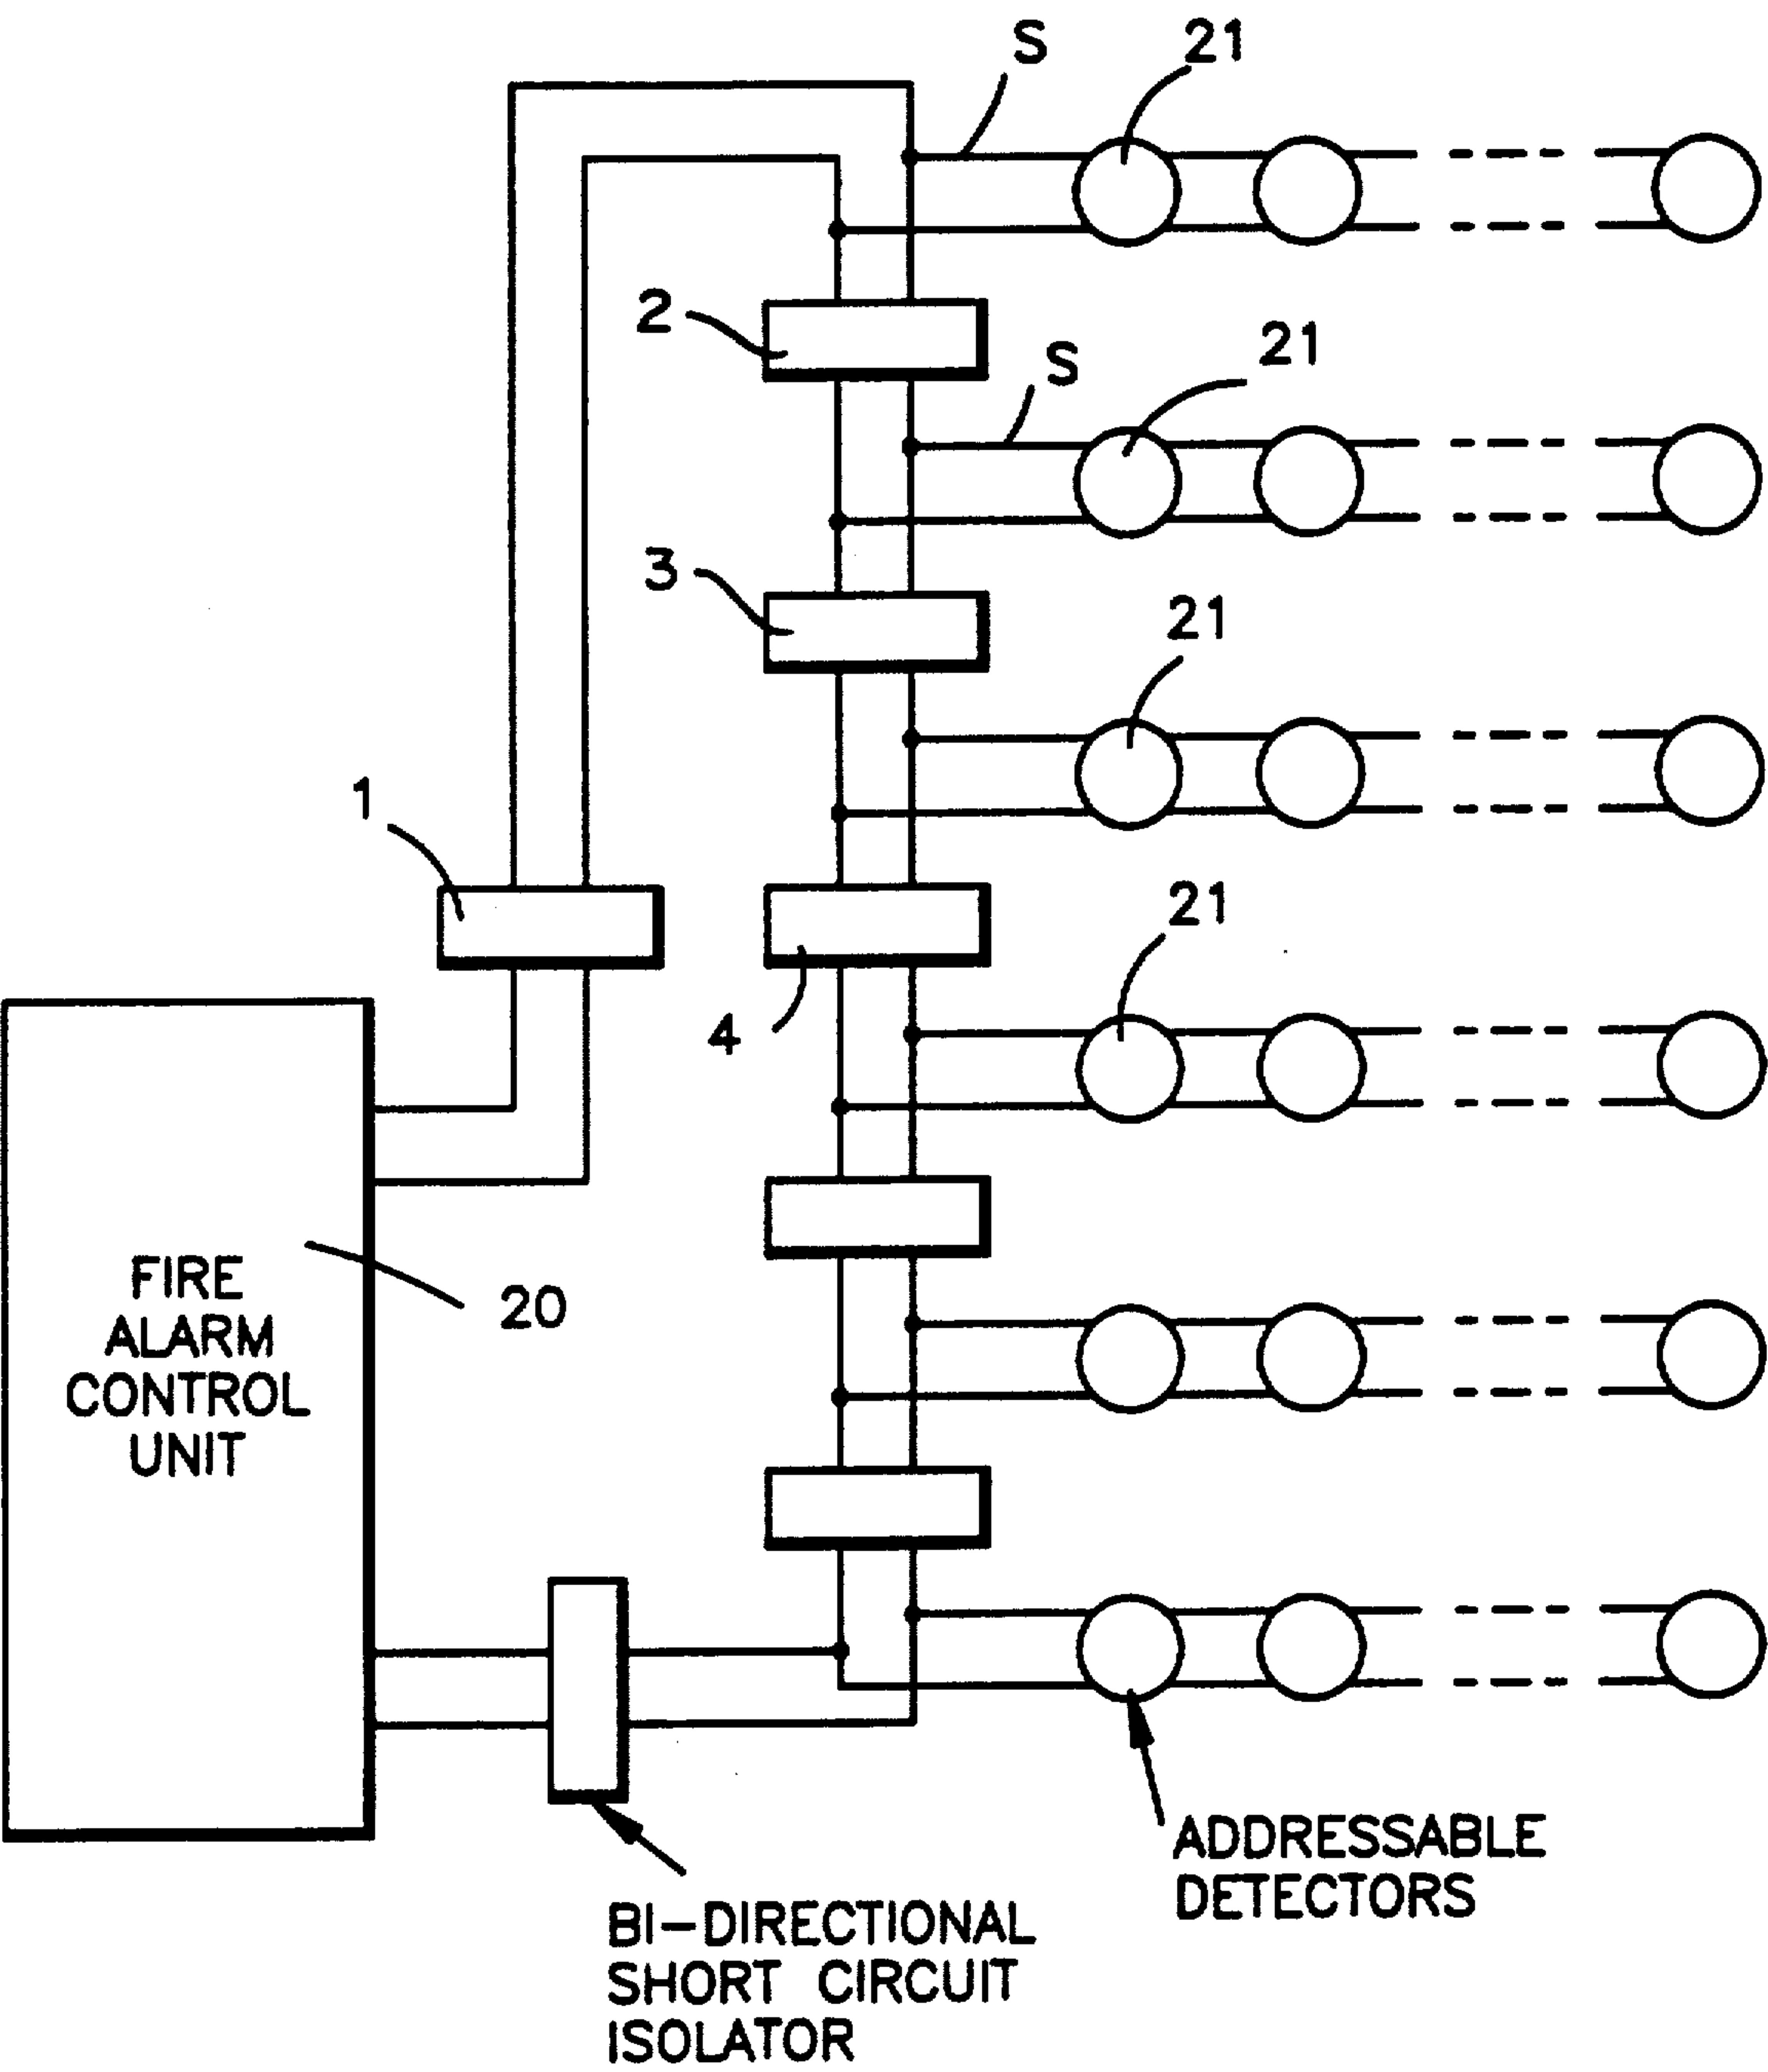 S
21
2
S
21
3
21
1
21
4
FIRE
ALARM
CONTROL
UNIT
20
ADDRESSABLE
DETECTORS
BI-DIRECTIONAL
SHORT CIRCUIT
ISOLATOR